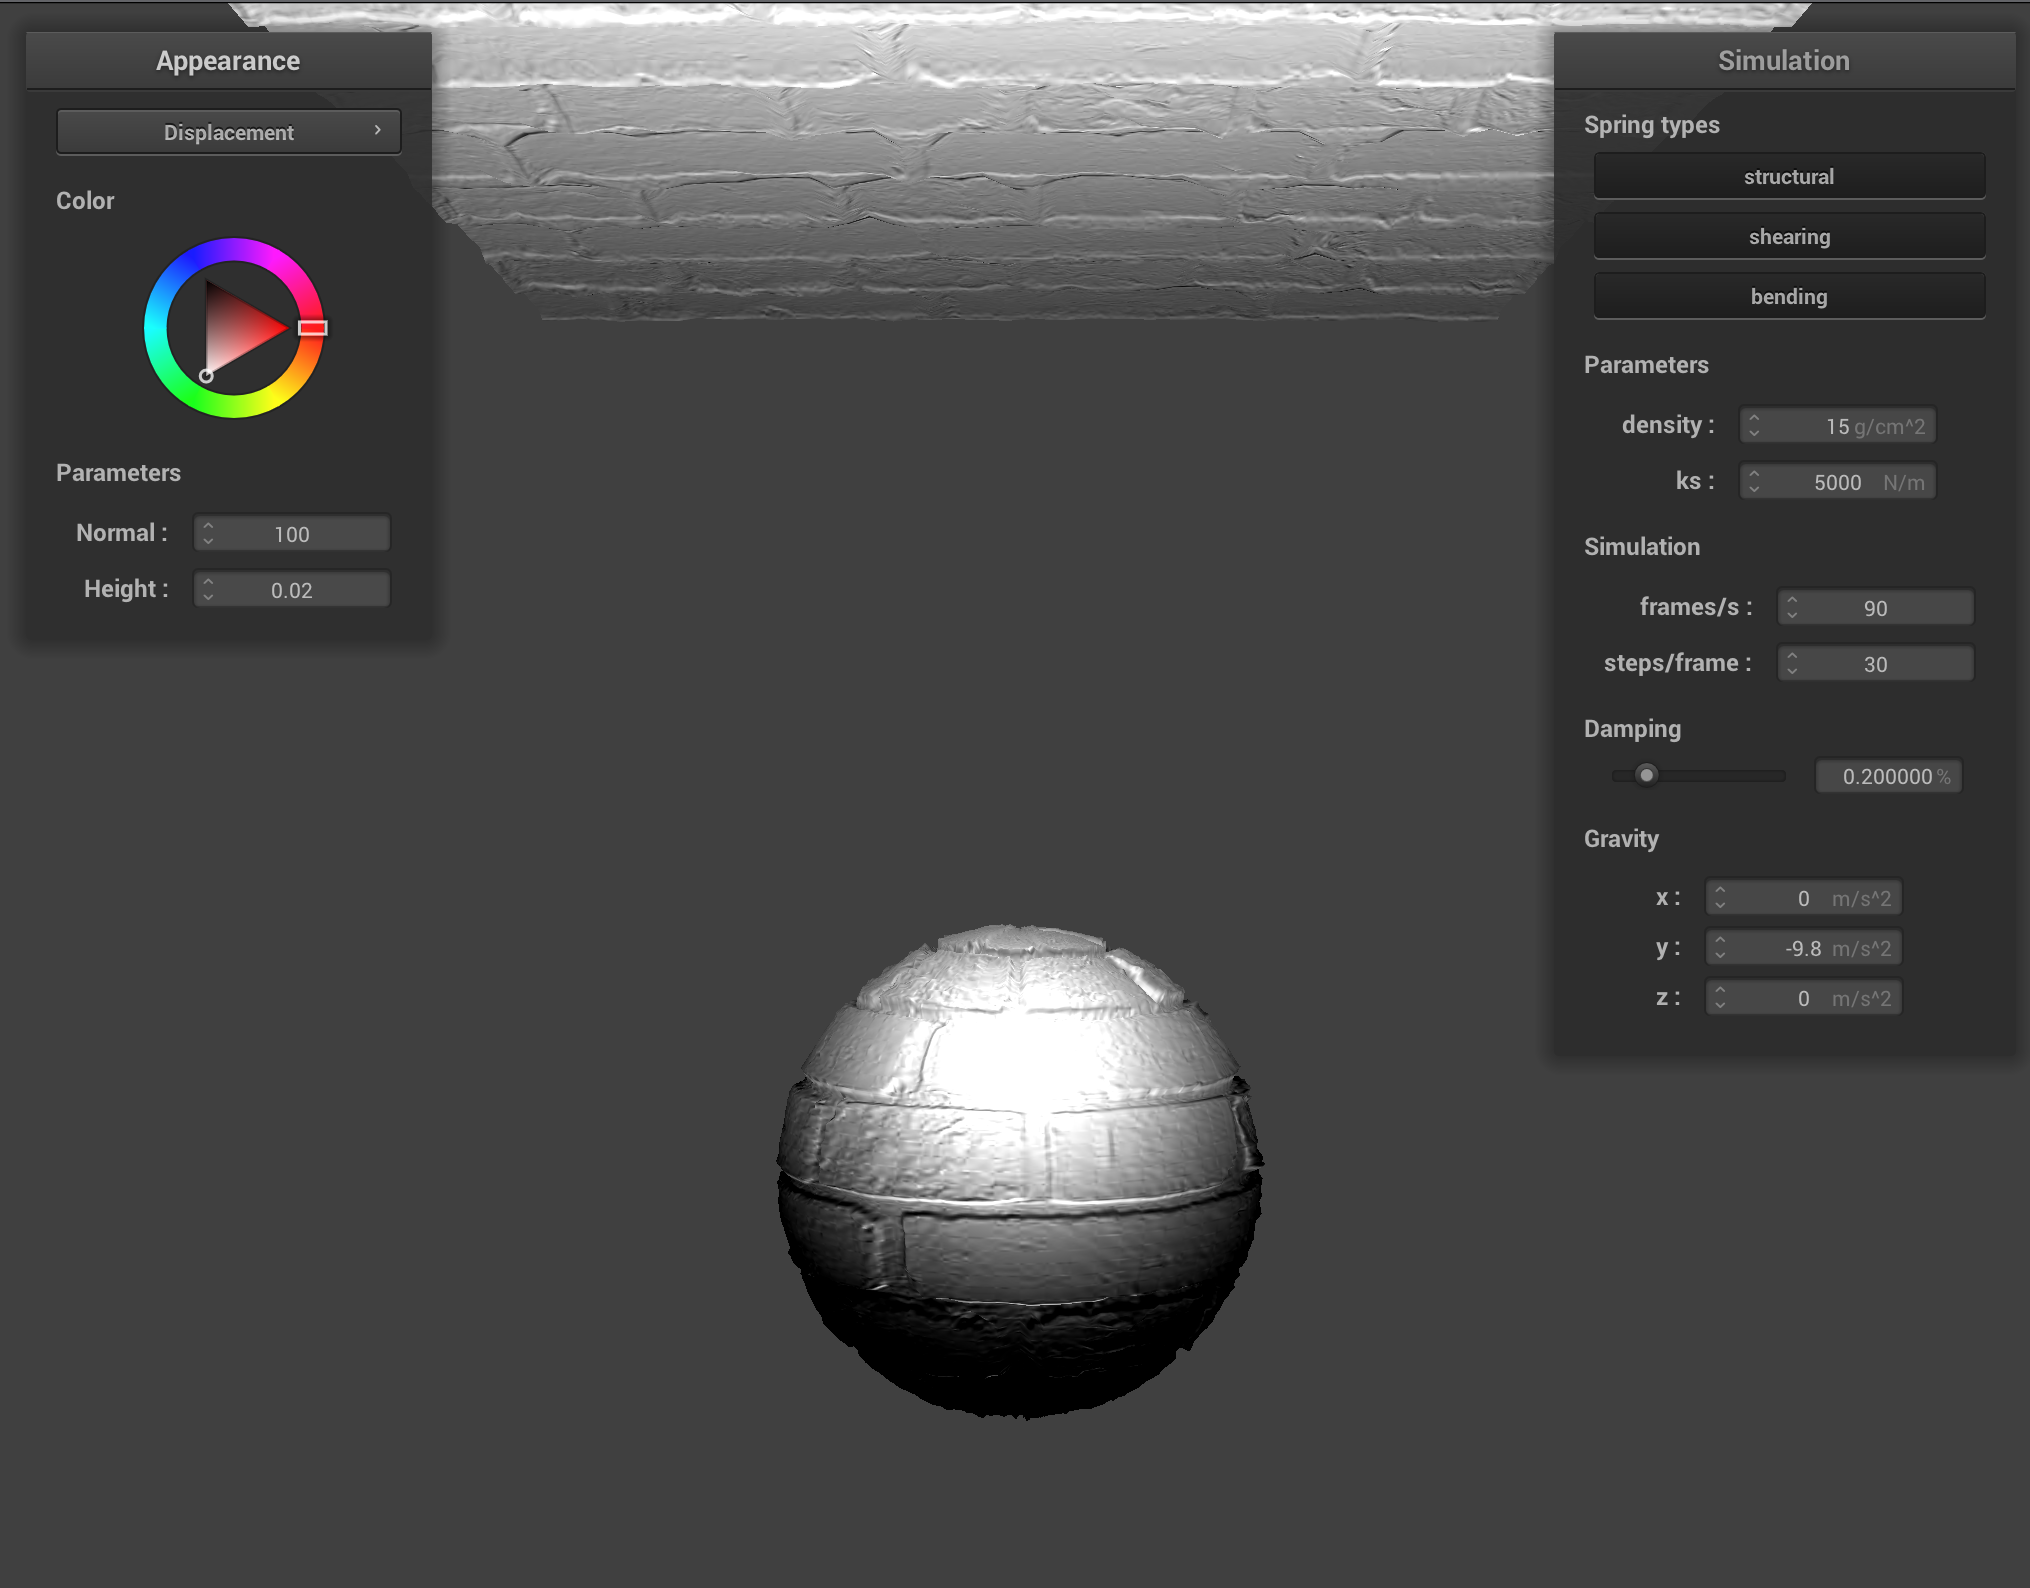 Appearance
Displacement
Color
Parameters
Normal : 100
Height : 0.02
Simulation
Spring types
structural
shearing
bending
Parameters
density : 15 g/cm^2
ks : 5000 N/m
Simulation
frames/s : 90
steps/frame : 30
Damping
0.200000 %
Gravity
x : 0 m/s^2
y : -9.8 m/s^2
z : 0 m/s^2